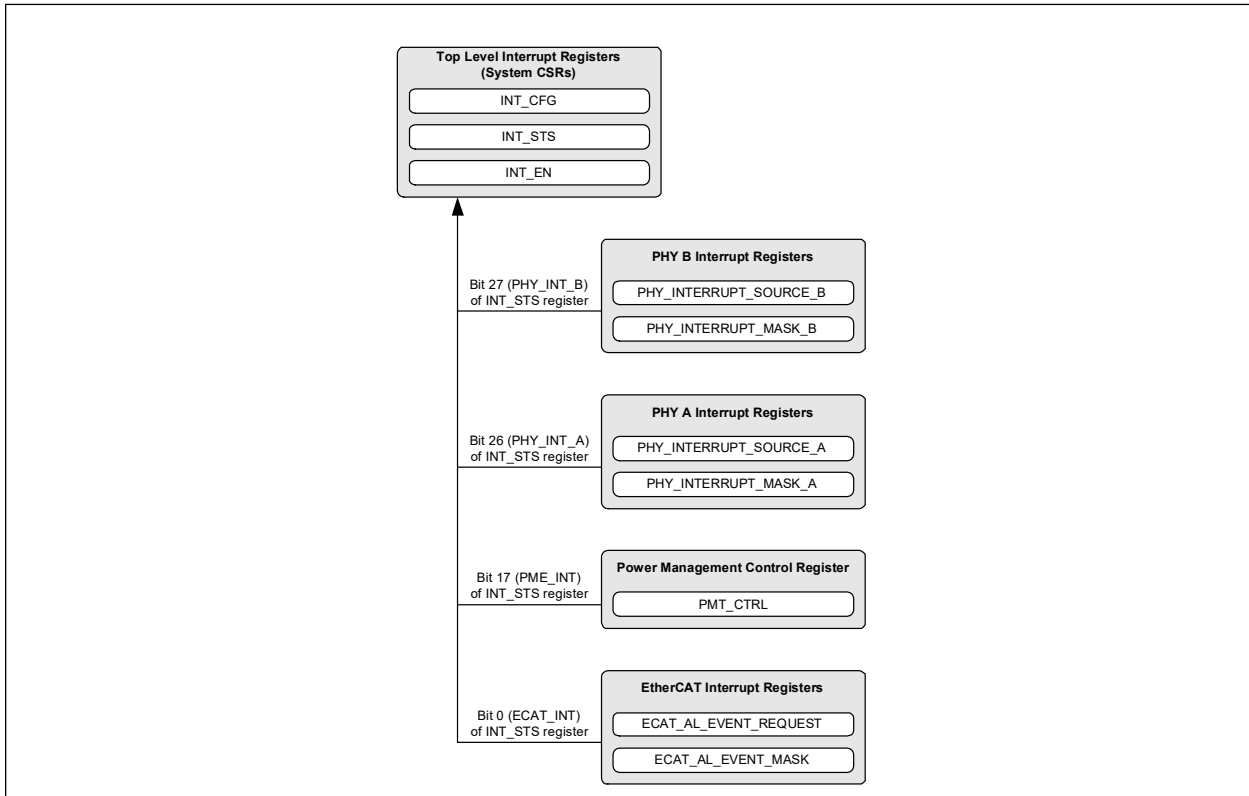 Top Level Interrupt Registers
(System CSRs)
INT_CFG
INT_STS
INT_EN
PHY B Interrupt Registers
Bit 27 (PHY_INT_B)
of INT_STS register
PHY_INTERRUPT_SOURCE_B
PHY_INTERRUPT_MASK_B
PHY A Interrupt Registers
Bit 26 (PHY_INT_A)
of INT_STS register
PHY_INTERRUPT_SOURCE_A
PHY_INTERRUPT_MASK_A
Power Management Control Register
Bit 17 (PME_INT)
of INT_STS register
PMT_CTRL
EtherCAT Interrupt Registers
Bit 0 (ECAT_INT)
of INT_STS register
ECAT_AL_EVENT_REQUEST
ECAT_AL_EVENT_MASK